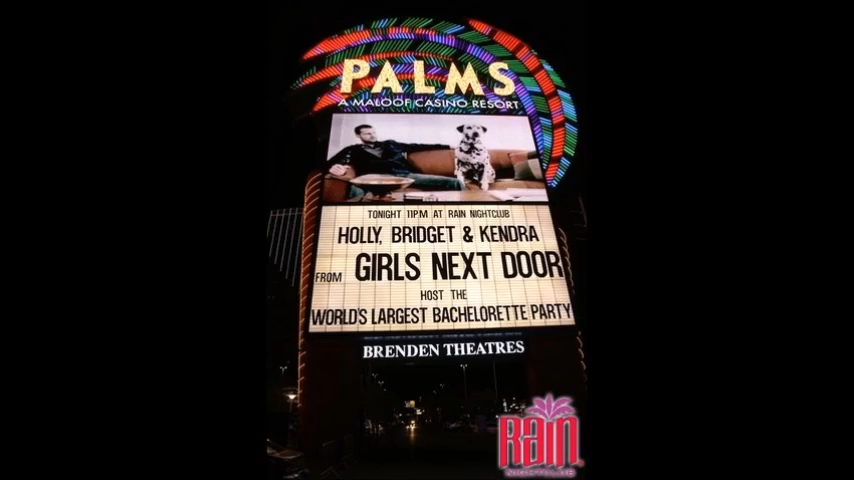 PALMS
A MALOOF CASINO RESORT
TONIGHT 11PM AT RAIN NIGHTCLUB
HOLLY, BRIDGET & KENDRA
FROM GIRLS NEXT DOOR
HOST THE
WORLD'S LARGEST BACHELORETTE PARTY
BRENDEN THEATRES
Rain
NIGHTCLUB